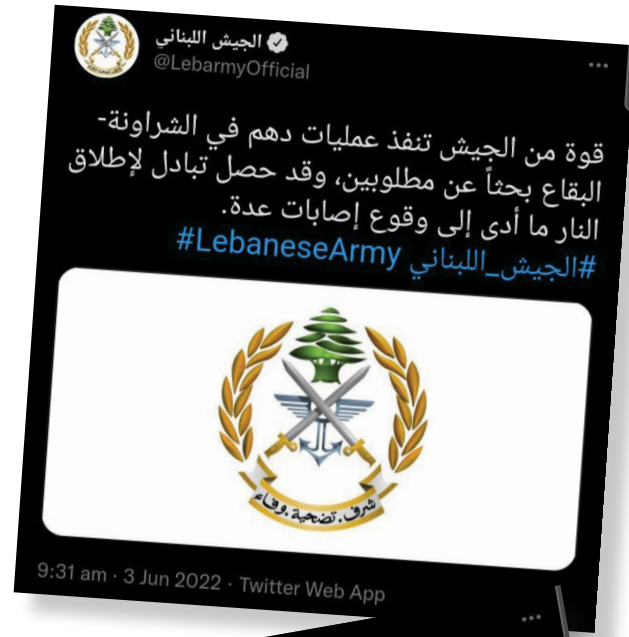 الجيش اللبناني
@LebarmyOfficial
قوة من الجيش تنفذ عمليات دهم في الشراونة-
البقاع بحثاً عن مطلوبين، وقد حصل تبادل لإطلاق
النار ما أدى إلى وقوع إصابات عدة.
#الجيش_اللبناني #LebaneseArmy
شرف.تضحية.وفاء
9:31 am · 3 Jun 2022 · Twitter Web App